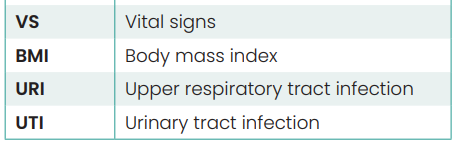 VS Vital signs
BMI Body mass index
URI Upper respiratory tract infection
UTI Urinary tract infection